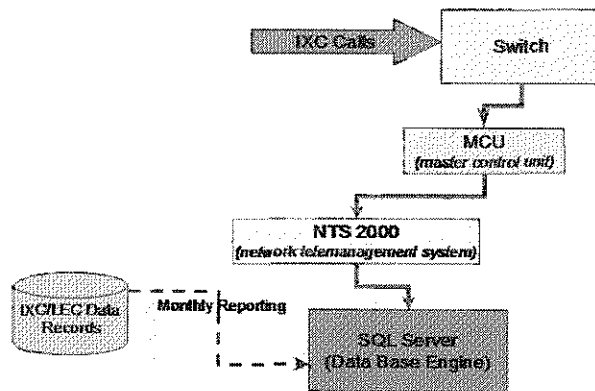 IXC Calls
Switch
MCU
(master control unit)
NTS 2000
(network telemanagement system)
IXC/LEC Data
Records
Monthly Reporting
SQL Server
(Data Base Engine)